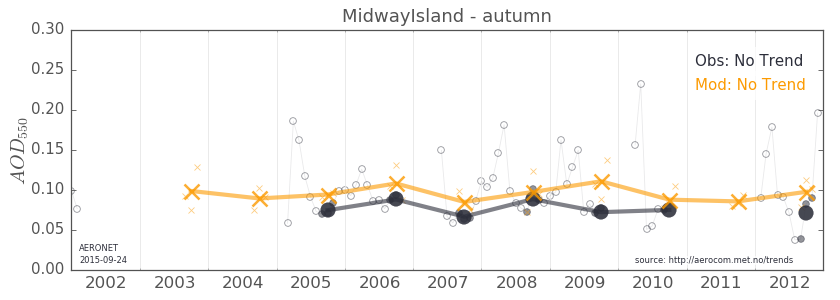 MidwayIsland - autumn
0.30
0.25
0.20
0.15
0.10
0.05
0.00
AOD550
Obs: No Trend
Mod: No Trend
AERONET
2015-09-24
source: http://aerocom.met.no/trends
2002 2003 2004 2005 2006 2007 2008 2009 2010 2011 2012